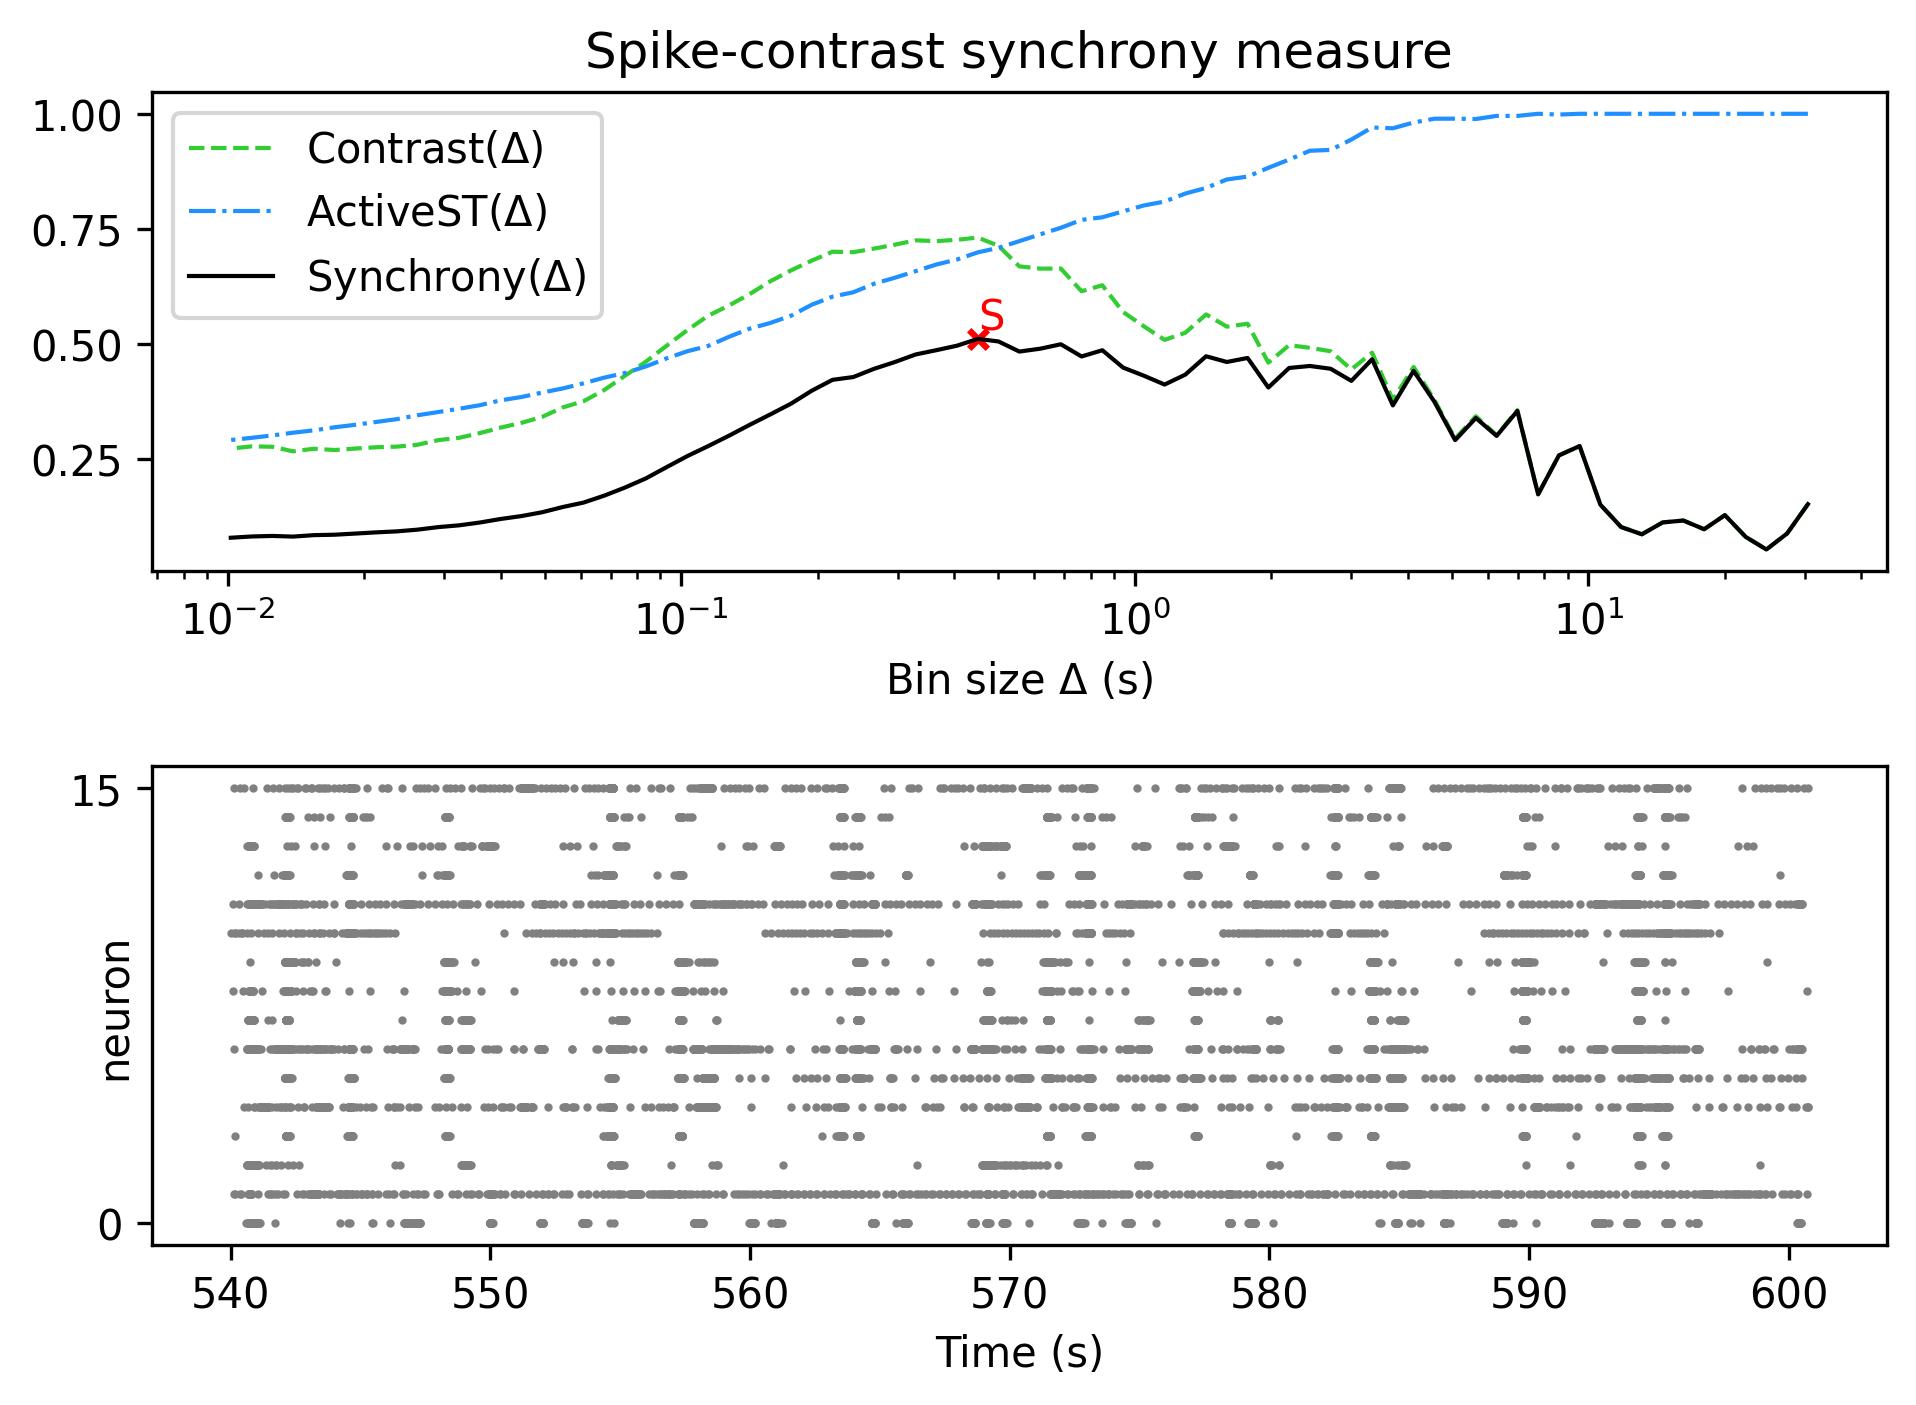 Spike-contrast synchrony measure
1.00
0.75
0.50
0.25
Contrast(Δ)
ActiveST(Δ)
Synchrony(Δ)
S
10⁻² 10⁻¹ 10⁰ 10¹
Bin size Δ (s)
15
0
neuron
540 550 560 570 580 590 600
Time (s)